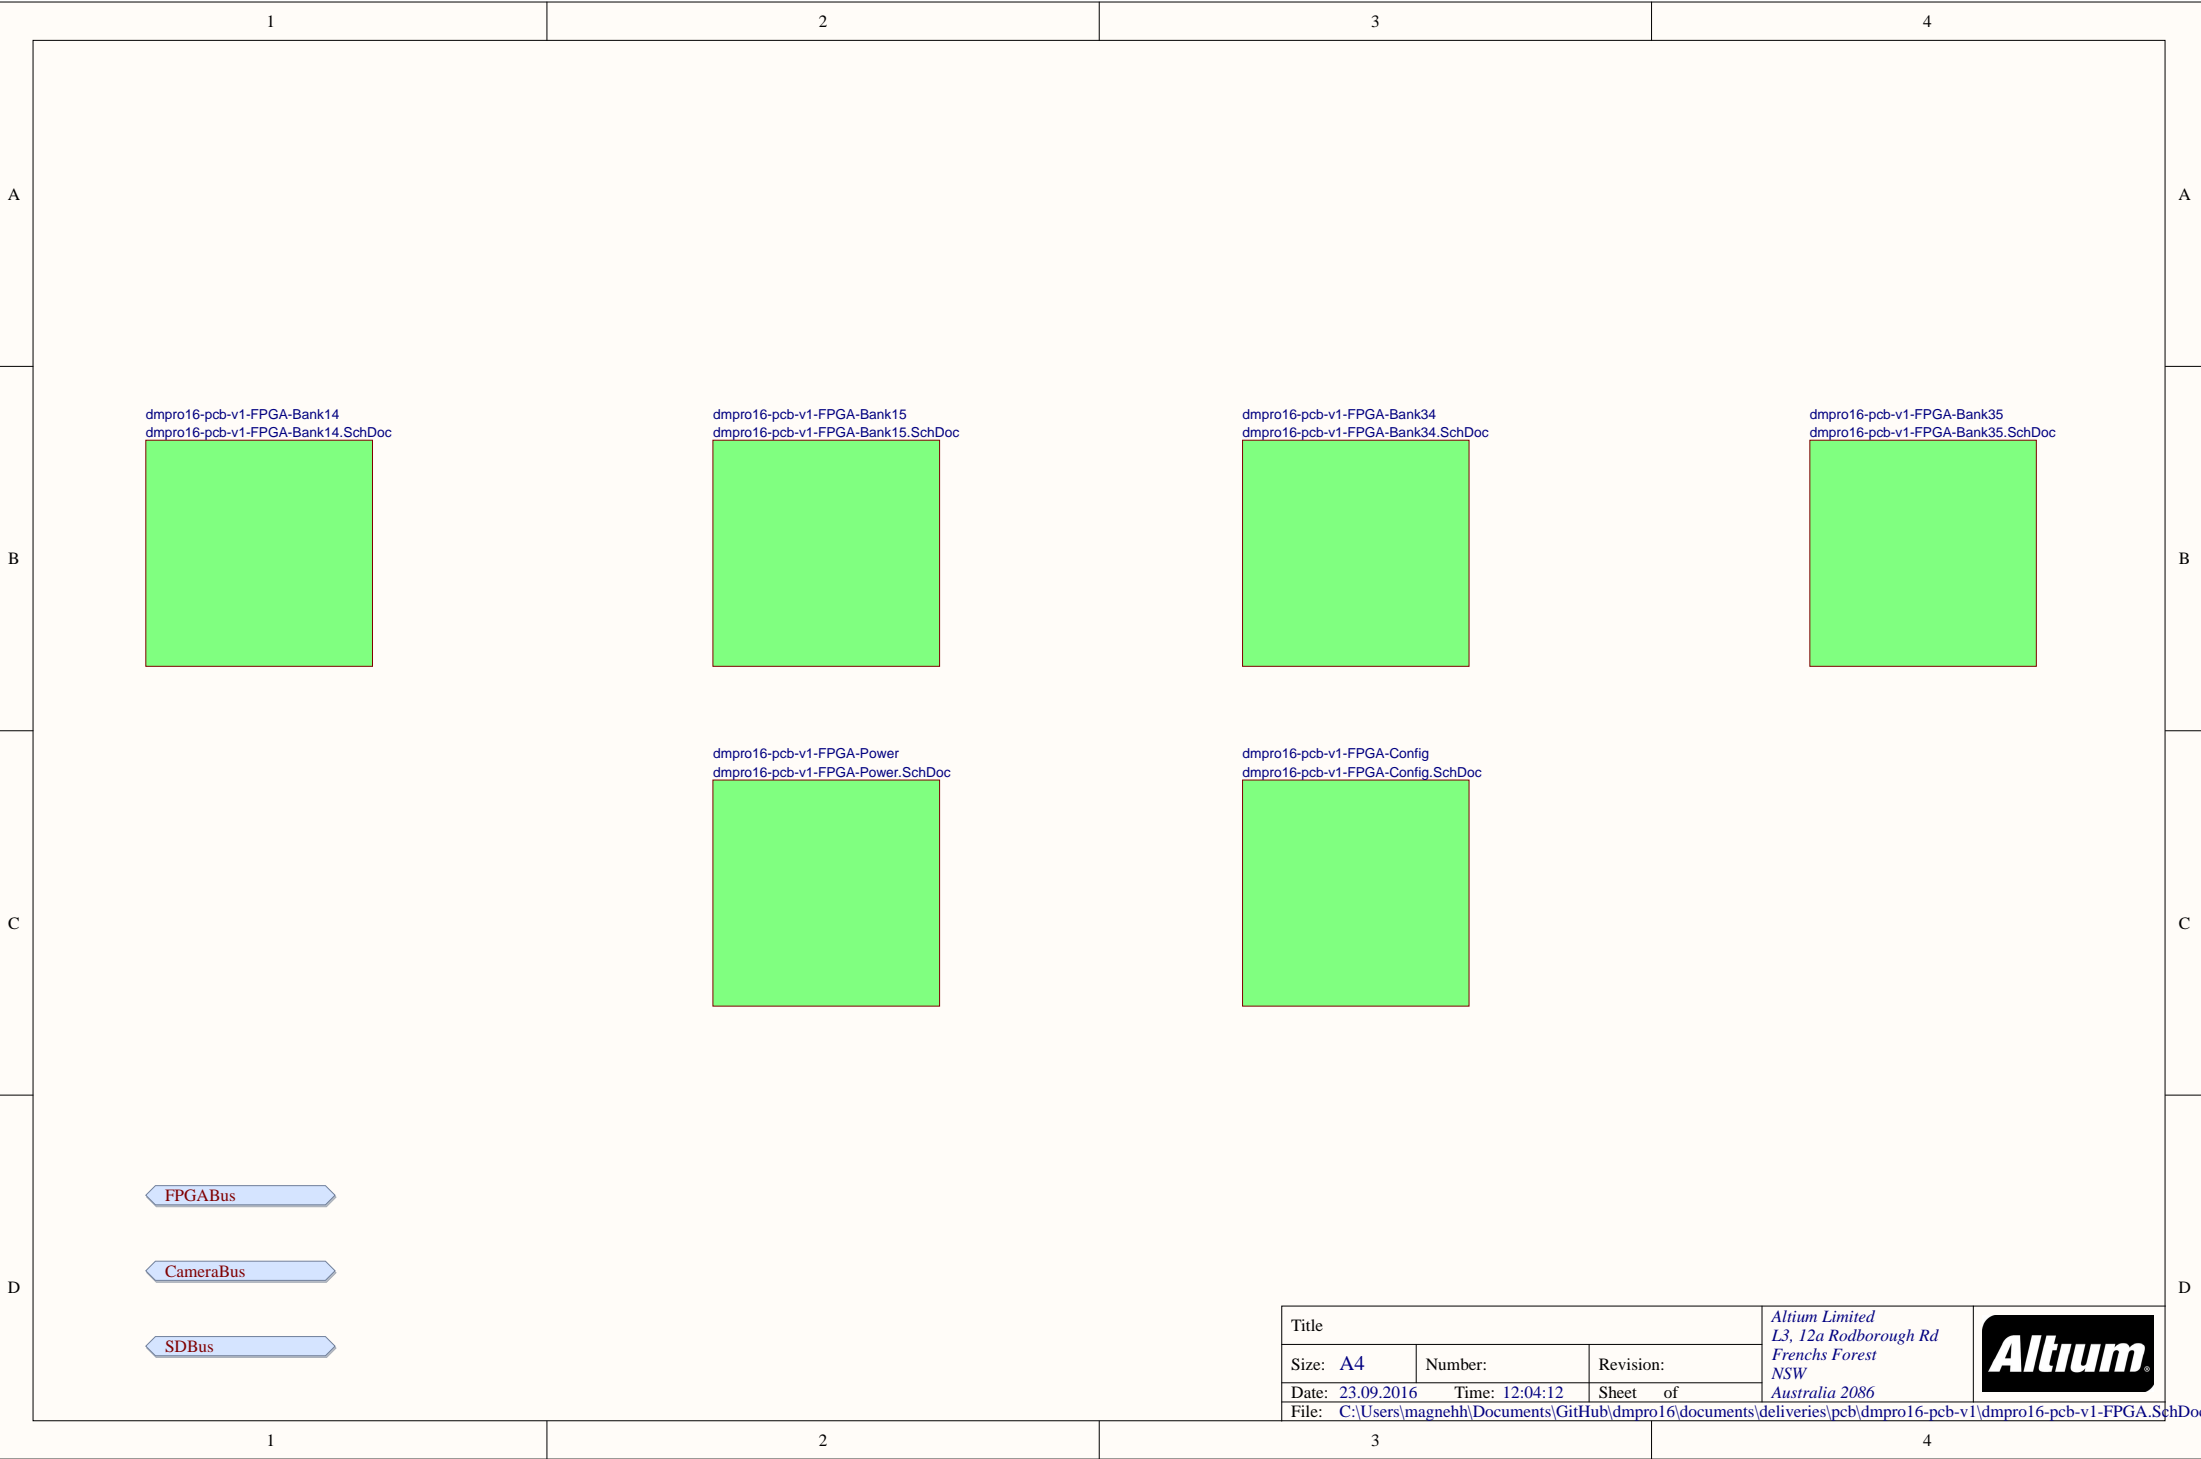 1 2 3 4
A A
dmpro16-pcb-v1-FPGA-Bank14
dmpro16-pcb-v1-FPGA-Bank14.SchDoc
dmpro16-pcb-v1-FPGA-Bank15
dmpro16-pcb-v1-FPGA-Bank15.SchDoc
dmpro16-pcb-v1-FPGA-Bank34
dmpro16-pcb-v1-FPGA-Bank34.SchDoc
dmpro16-pcb-v1-FPGA-Bank35
dmpro16-pcb-v1-FPGA-Bank35.SchDoc
B B
dmpro16-pcb-v1-FPGA-Power
dmpro16-pcb-v1-FPGA-Power.SchDoc
dmpro16-pcb-v1-FPGA-Config
dmpro16-pcb-v1-FPGA-Config.SchDoc
C C
FPGABus
CameraBus
D D
SDBus
Title
Size: A4 Number: Revision:
Date: 23.09.2016 Time: 12:04:12 Sheet of
File: C:\Users\magnehh\Documents\GitHub\dmpro16\documents\deliveries\pcb\dmpro16-pcb-v1\dmpro16-pcb-v1-FPGA.SchDoc
Altium Limited
L3, 12a Rodborough Rd
Frenchs Forest
NSW
Australia 2086
Altium®
1 2 3 4